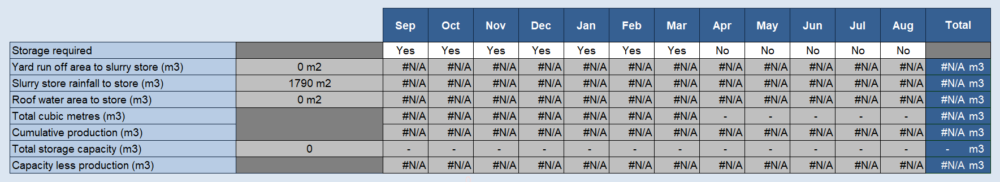 Sep Oct Nov Dec Jan Feb Mar Apr May Jun Jul Aug Total
Storage required Yes Yes Yes Yes Yes Yes Yes No No No No No
Yard run off area to slurry store (m3) 0 m2 #N/A #N/A #N/A #N/A #N/A #N/A #N/A #N/A #N/A #N/A #N/A #N/A #N/A m3
Slurry store rainfall to store (m3) 1790 m2 #N/A #N/A #N/A #N/A #N/A #N/A #N/A #N/A #N/A #N/A #N/A #N/A #N/A m3
Roof water area to store (m3) 0 m2 #N/A #N/A #N/A #N/A #N/A #N/A #N/A #N/A #N/A #N/A #N/A #N/A #N/A m3
Total cubic metres (m3) #N/A #N/A #N/A #N/A #N/A #N/A #N/A - - - - - #N/A m3
Cumulative production (m3) #N/A #N/A #N/A #N/A #N/A #N/A #N/A #N/A #N/A #N/A #N/A #N/A #N/A m3
Total storage capacity (m3) 0 - - - - - - - - - - - - - m3
Capacity less production (m3) #N/A #N/A #N/A #N/A #N/A #N/A #N/A #N/A #N/A #N/A #N/A #N/A #N/A m3